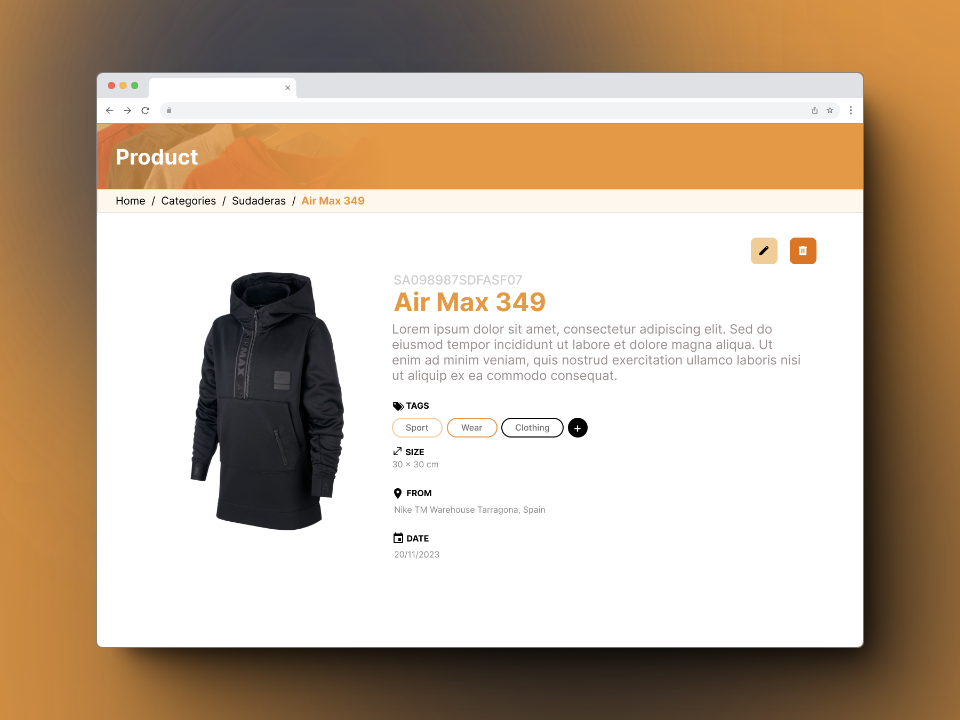 Product
Home / Categories / Sudaderas / Air Max 349
SA098987SDFASF07
Air Max 349
Lorem ipsum dolor sit amet, consectetur adipiscing elit. Sed do
eiusmod tempor incididunt ut labore et dolore magna aliqua. Ut
enim ad minim veniam, quis nostrud exercitation ullamco laboris nisi
ut aliquip ex ea commodo consequat.
TAGS
Sport Wear Clothing +
SIZE
30 x 30 cm
FROM
Nike TM Warehouse Tarragona, Spain
DATE
20/11/2023